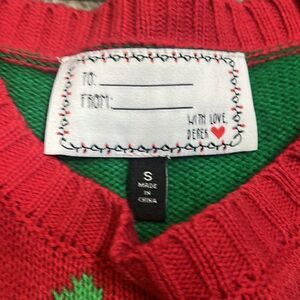 TO:
FROM:
WITH LOVE,
DEREK
S
MADE
IN
CHINA